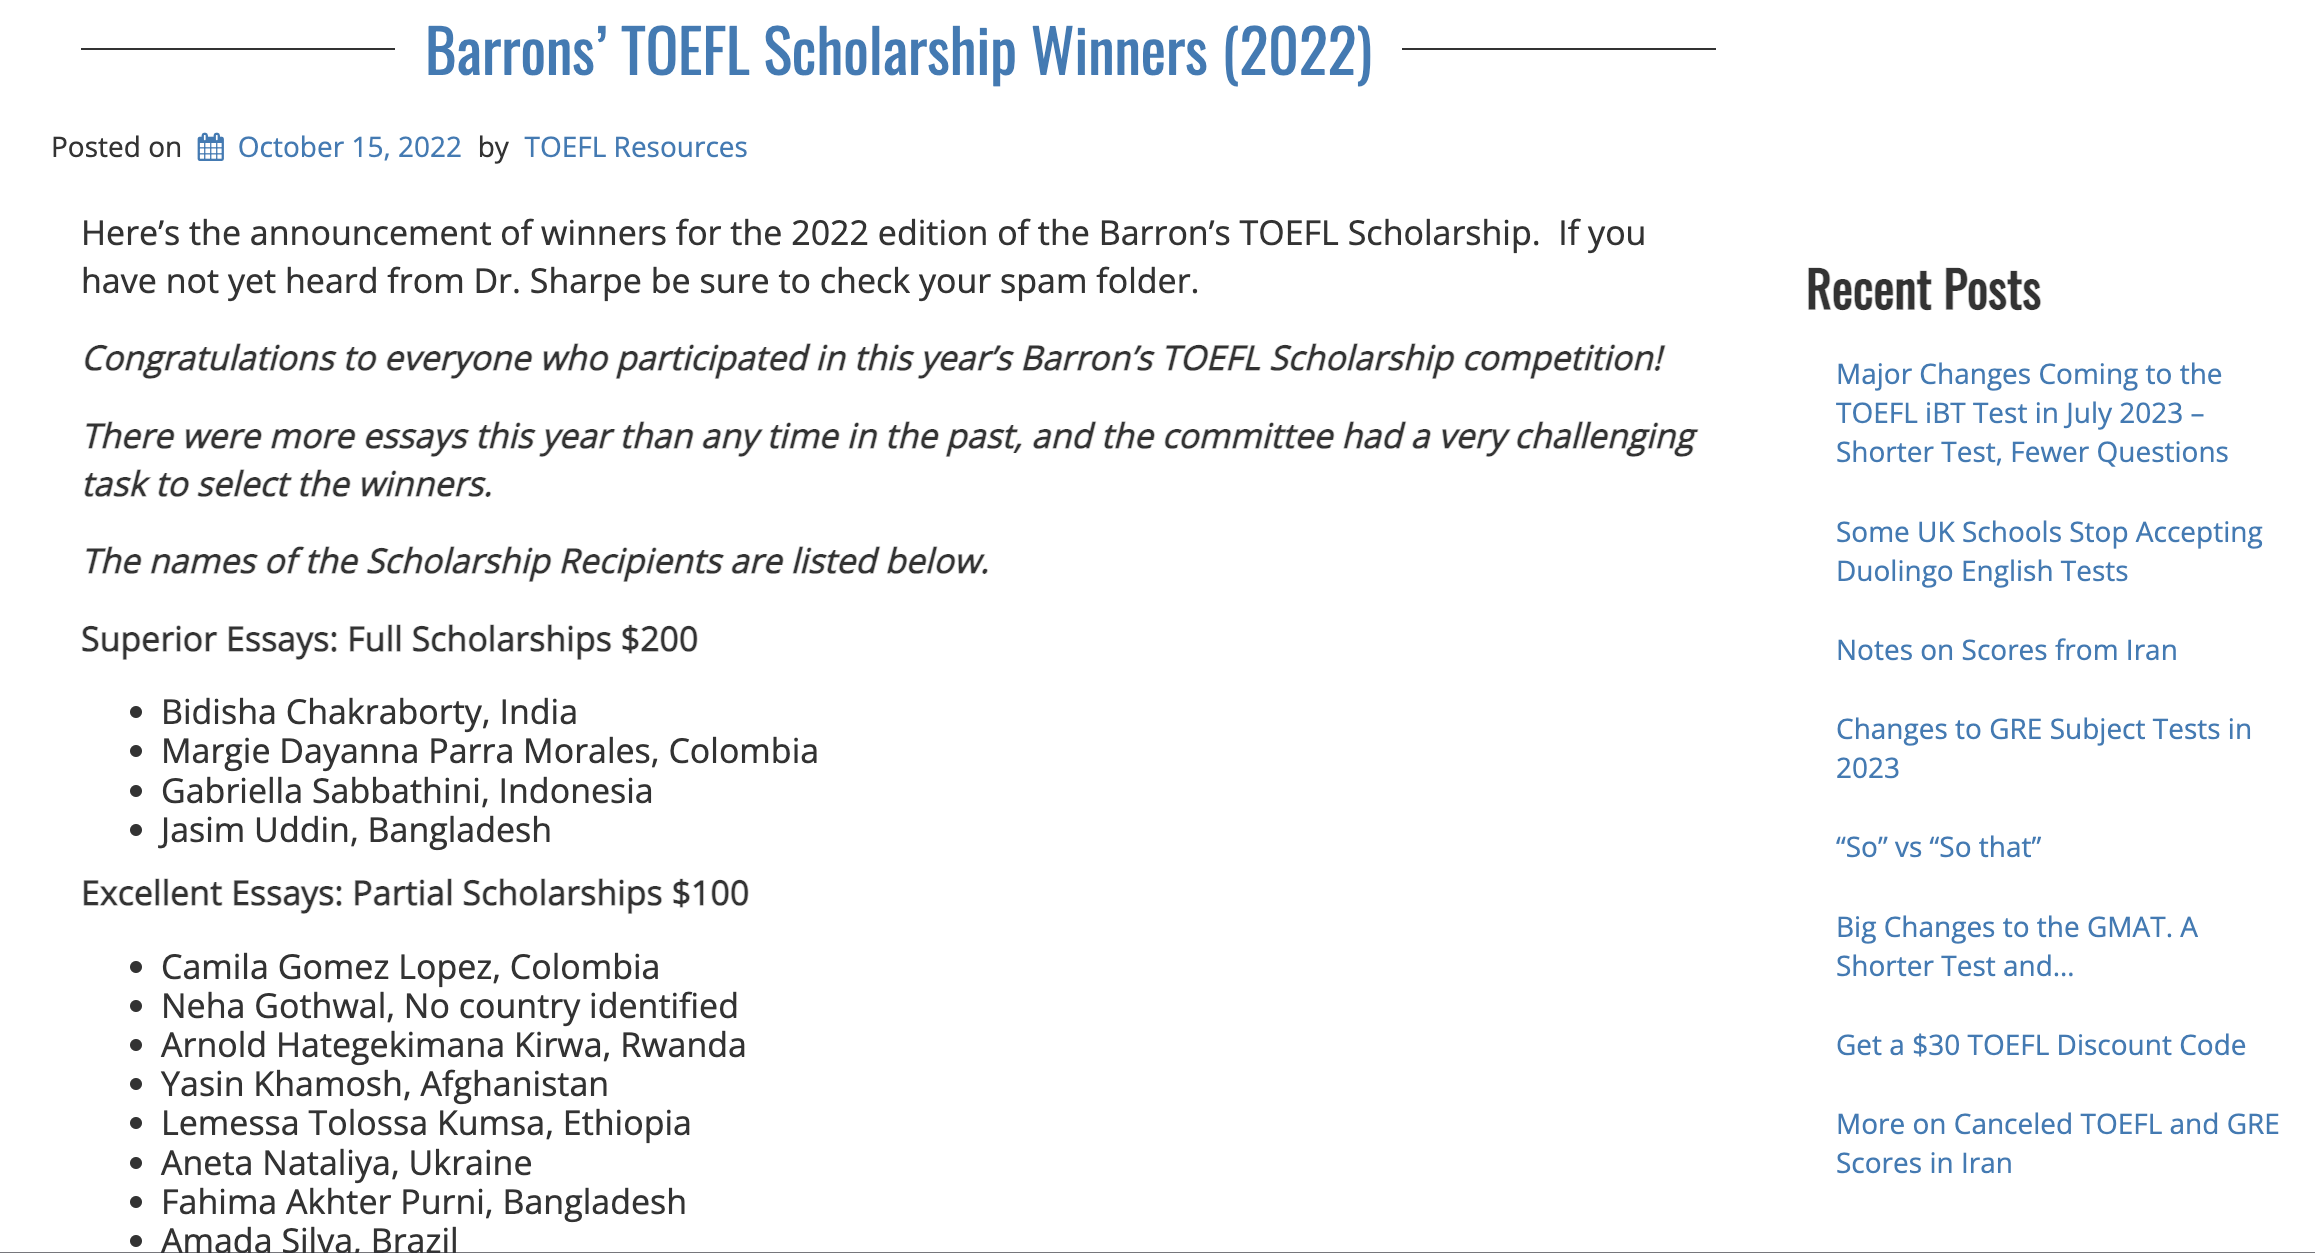 Barrons’ TOEFL Scholarship Winners (2022)
Posted on October 15, 2022 by TOEFL Resources
Here’s the announcement of winners for the 2022 edition of the Barron’s TOEFL Scholarship.  If you
have not yet heard from Dr. Sharpe be sure to check your spam folder.
Congratulations to everyone who participated in this year’s Barron’s TOEFL Scholarship competition!
There were more essays this year than any time in the past, and the committee had a very challenging
task to select the winners.
The names of the Scholarship Recipients are listed below.
Superior Essays: Full Scholarships $200
• Bidisha Chakraborty, India
• Margie Dayanna Parra Morales, Colombia
• Gabriella Sabbathini, Indonesia
• Jasim Uddin, Bangladesh
Excellent Essays: Partial Scholarships $100
• Camila Gomez Lopez, Colombia
• Neha Gothwal, No country identified
• Arnold Hategekimana Kirwa, Rwanda
• Yasin Khamosh, Afghanistan
• Lemessa Tolossa Kumsa, Ethiopia
• Aneta Nataliya, Ukraine
• Fahima Akhter Purni, Bangladesh
• Amada Silva, Brazil
Recent Posts
Major Changes Coming to the
TOEFL iBT Test in July 2023 –
Shorter Test, Fewer Questions
Some UK Schools Stop Accepting
Duolingo English Tests
Notes on Scores from Iran
Changes to GRE Subject Tests in
2023
“So” vs “So that”
Big Changes to the GMAT. A
Shorter Test and...
Get a $30 TOEFL Discount Code
More on Canceled TOEFL and GRE
Scores in Iran